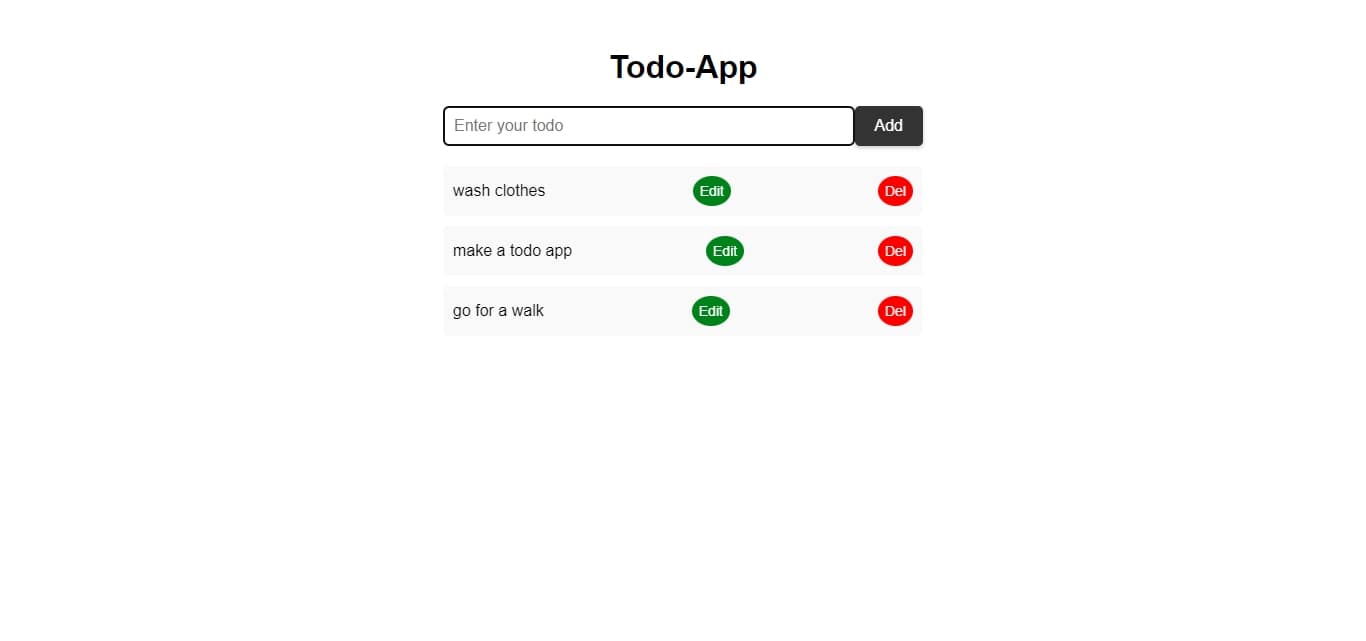 Todo-App
Enter your todo Add
wash clothes Edit Del
make a todo app Edit Del
go for a walk Edit Del